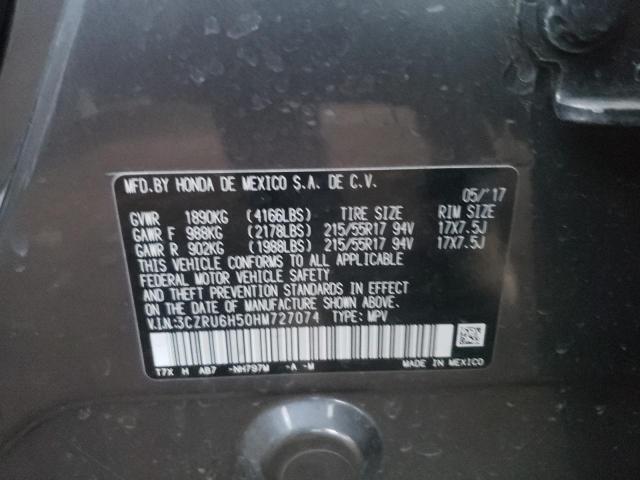 MFD.BY HONDA DE MEXICO S.A. DE C.V. 05/'17
GVWR 1890KG (4166LBS) TIRE SIZE RIM SIZE
GAWR F 988KG (2178LBS) 215/55R17 94V 17X7.5J
GAWR R 902KG (1988LBS) 215/55R17 94V 17X7.5J
THIS VEHICLE CONFORMS TO ALL APPLICABLE
FEDERAL MOTOR VEHICLE SAFETY
AND THEFT PREVENTION STANDARDS IN EFFECT
ON THE DATE OF MANUFACTURE SHOWN ABOVE.
V.I.N:3CZRU6H50HM727074 TYPE: MPV
T7X H AB7 -NH797M -A -M MADE IN MEXICO